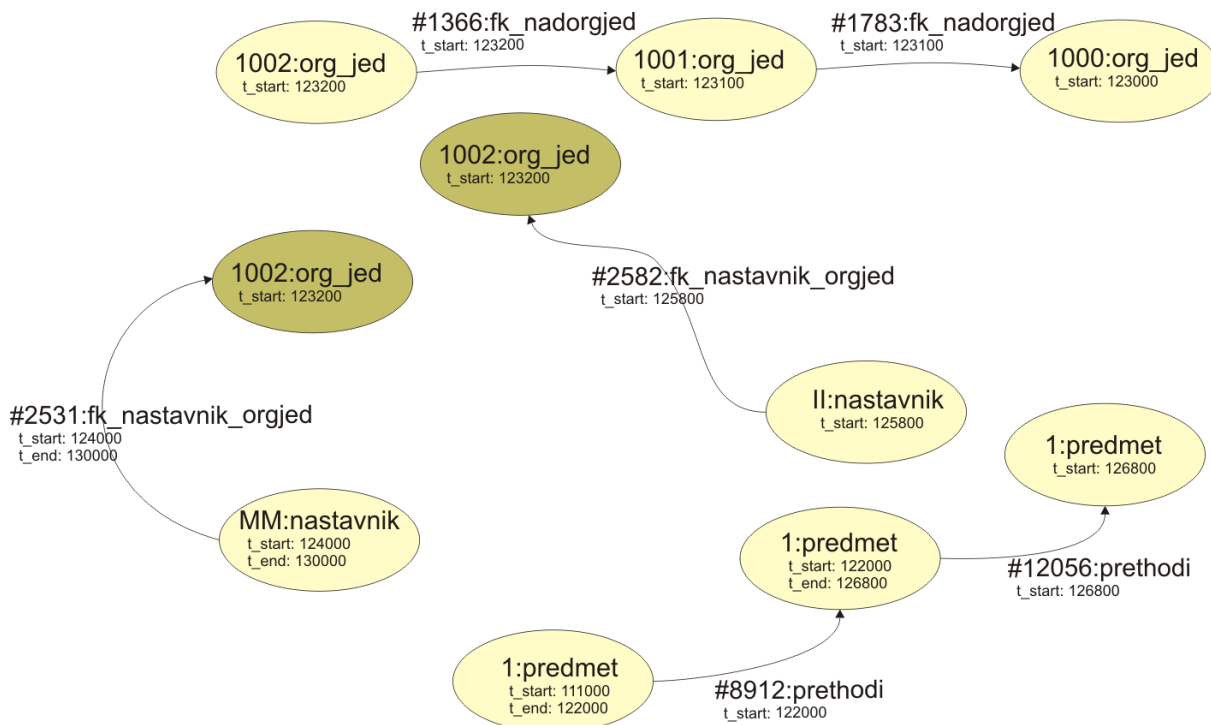 #1366:fk_nadorgjed
t_start: 123200
#1783:fk_nadorgjed
t_start: 123100
1002:org_jed
t_start: 123200
1001:org_jed
t_start: 123100
1000:org_jed
t_start: 123000
1002:org_jed
t_start: 123200
1002:org_jed
t_start: 123200
#2582:fk_nastavnik_orgjed
t_start: 125800
#2531:fk_nastavnik_orgjed
t_start: 124000
t_end: 130000
II:nastavnik
t_start: 125800
1:predmet
t_start: 126800
MM:nastavnik
t_start: 124000
t_end: 130000
1:predmet
t_start: 122000
t_end: 126800
#12056:prethodi
t_start: 126800
1:predmet
t_start: 111000
t_end: 122000
#8912:prethodi
t_start: 122000